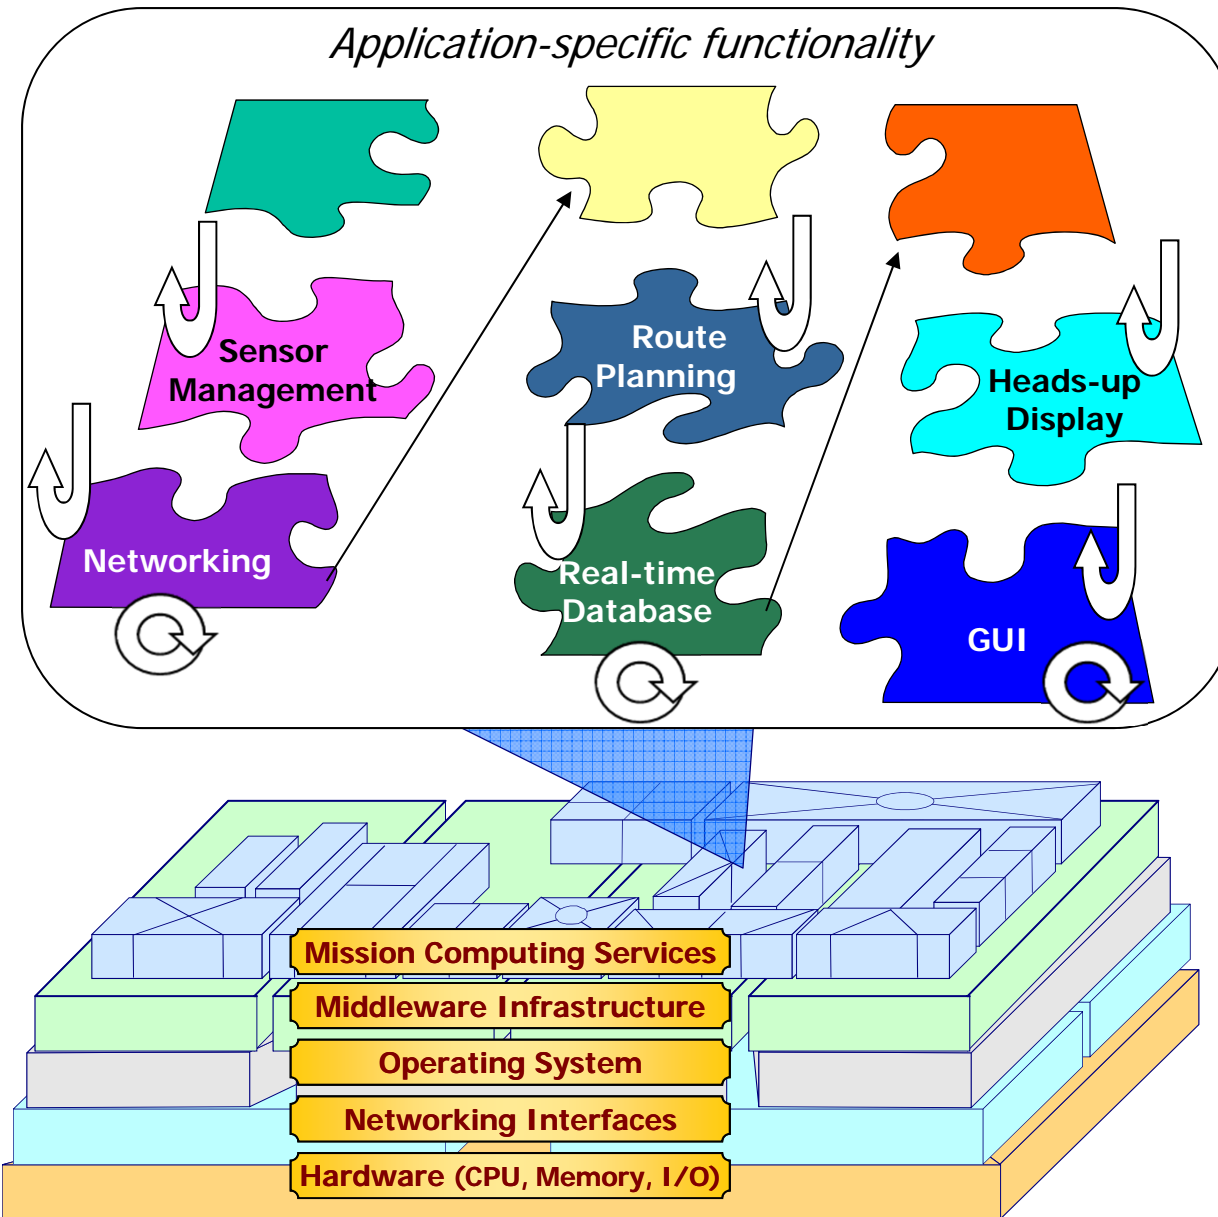 Application-specific functionality
Sensor
Management
Route
Planning
Heads-up
Display
Networking
Real-time
Database
GUI
Mission Computing Services
Middleware Infrastructure
Operating System
Networking Interfaces
Hardware (CPU, Memory, I/O)